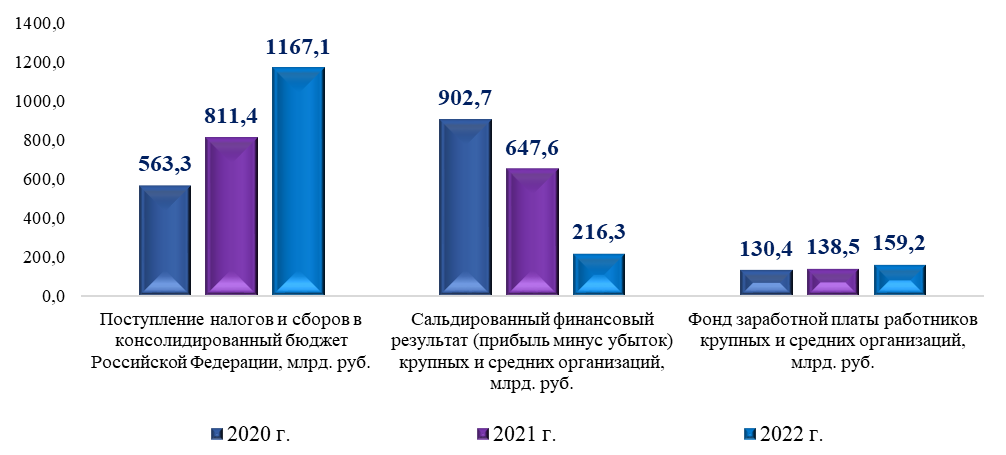 1400,0
1200,0
1000,0
800,0
600,0
400,0
200,0
0,0
563,3
811,4
1167,1
902,7
647,6
216,3
130,4
138,5
159,2
Поступление налогов и сборов в
консолидированный бюджет
Российской Федерации, млрд. руб.
Сальдированный финансовый
результат (прибыль минус убыток)
крупных и средних организаций,
млрд. руб.
Фонд заработной платы работников
крупных и средних организаций,
млрд. руб.
2020 г.
2021 г.
2022 г.